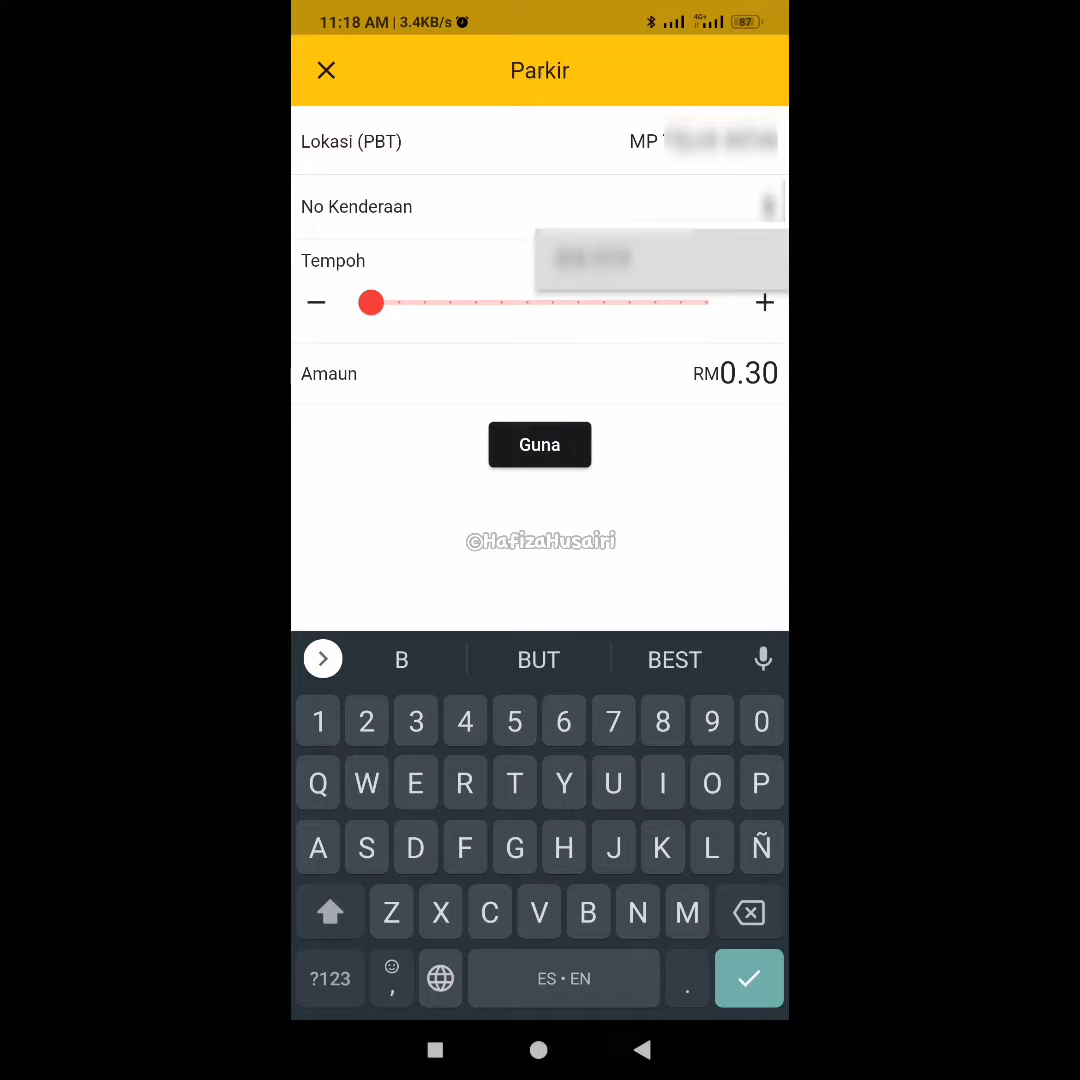 11:18 AM | 3.4KB/s
4G+
87
Parkir
Lokasi (PBT)
MP
No Kenderaan
Tempoh
Amaun
RM0.30
Guna
©HafizaHusairi
B
BUT
BEST
1 2 3 4 5 6 7 8 9 0
Q W E R T Y U I O P
A S D F G H J K L Ñ
Z X C V B N M
?123
,
ES • EN
.